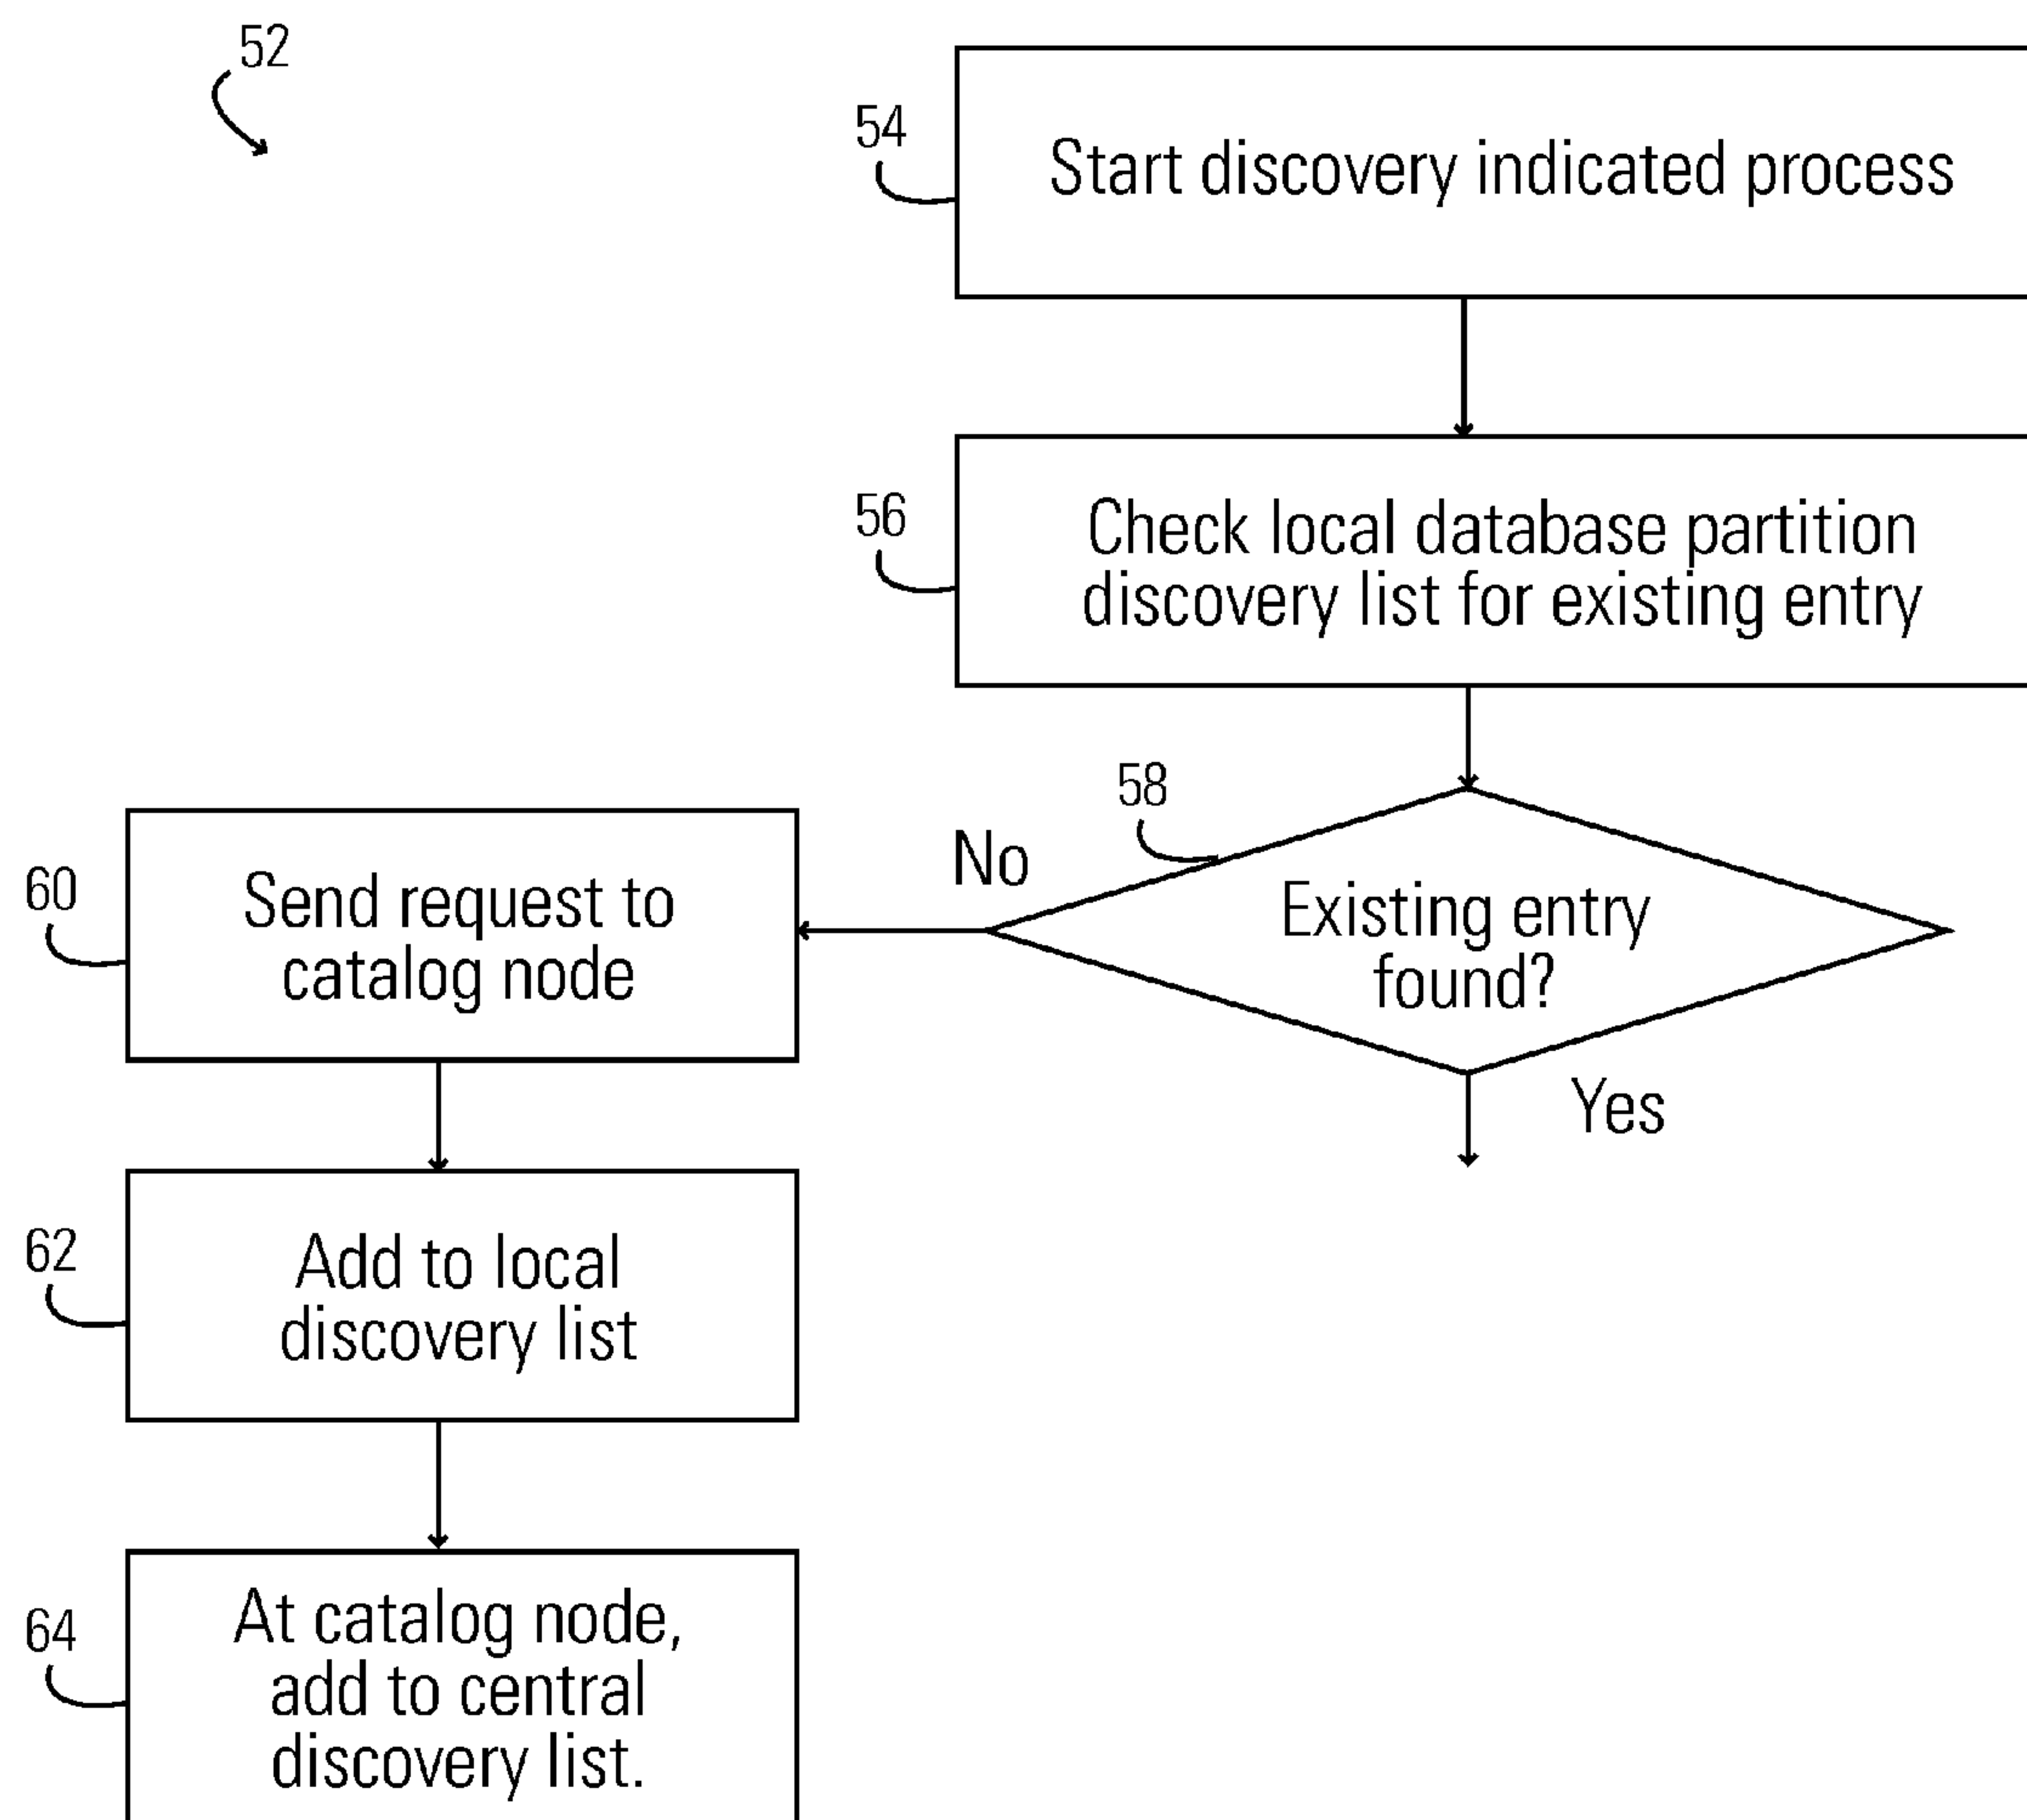 52
54
Start discovery indicated process
56
Check local database partition
discovery list for existing entry
58
No
Existing entry
found?
Yes
60
Send request to
catalog node
62
Add to local
discovery list
64
At catalog node,
add to central
discovery list.